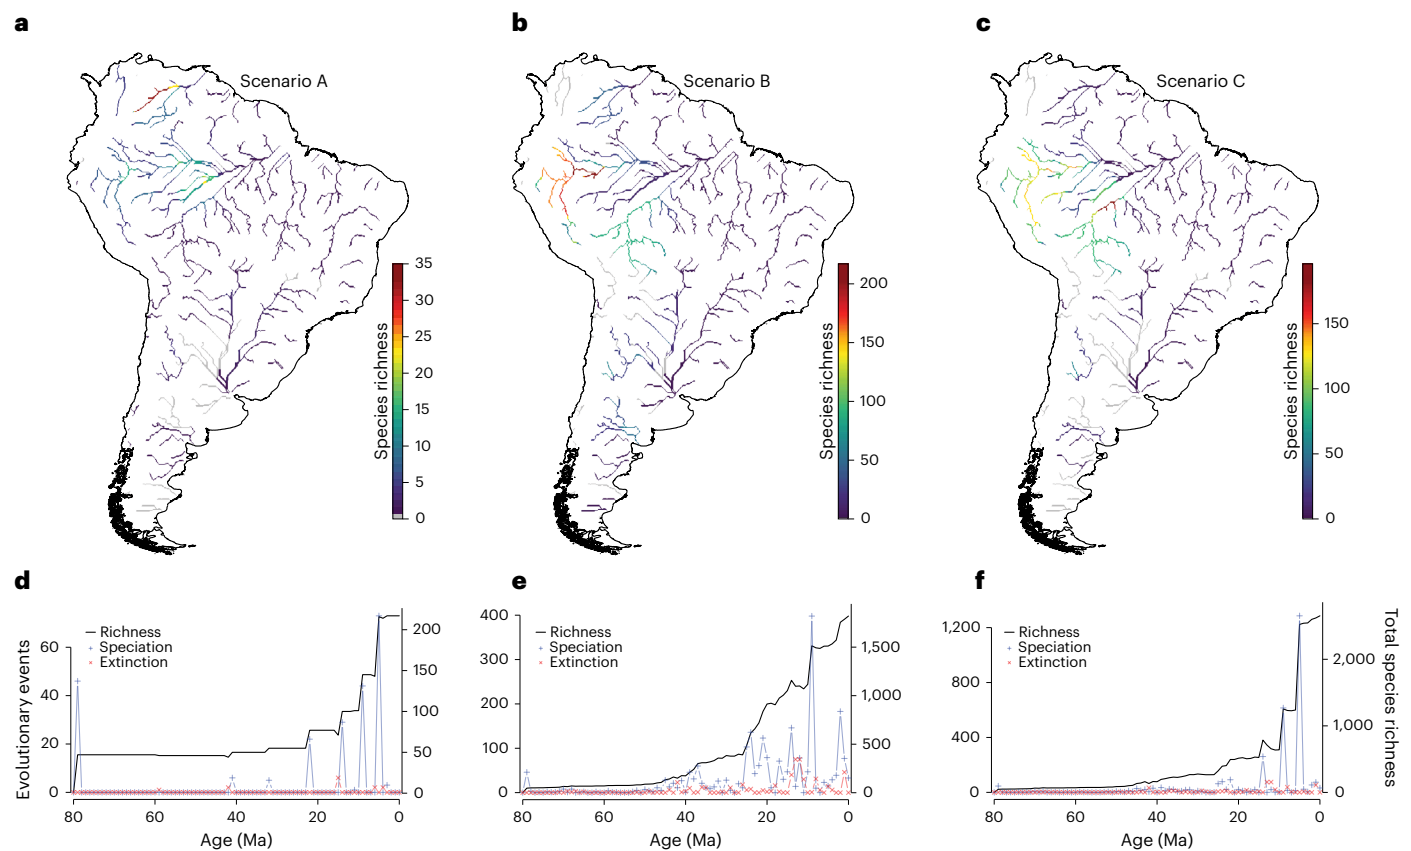 a
b
c
Scenario A
Scenario B
Scenario C
35
30
25
20
15
10
5
0
Species richness
200
150
100
50
0
Species richness
150
100
50
0
Species richness
d
e
f
Richness
Speciation
Extinction
60
40
20
0
Evolutionary events
200
150
100
50
0
80
60
40
20
0
Age (Ma)
Richness
Speciation
Extinction
400
300
200
100
0
1,500
1,000
500
0
80
60
40
20
0
Age (Ma)
Richness
Speciation
Extinction
1,200
800
400
0
2,000
1,000
0
Total species richness
80
60
40
20
0
Age (Ma)